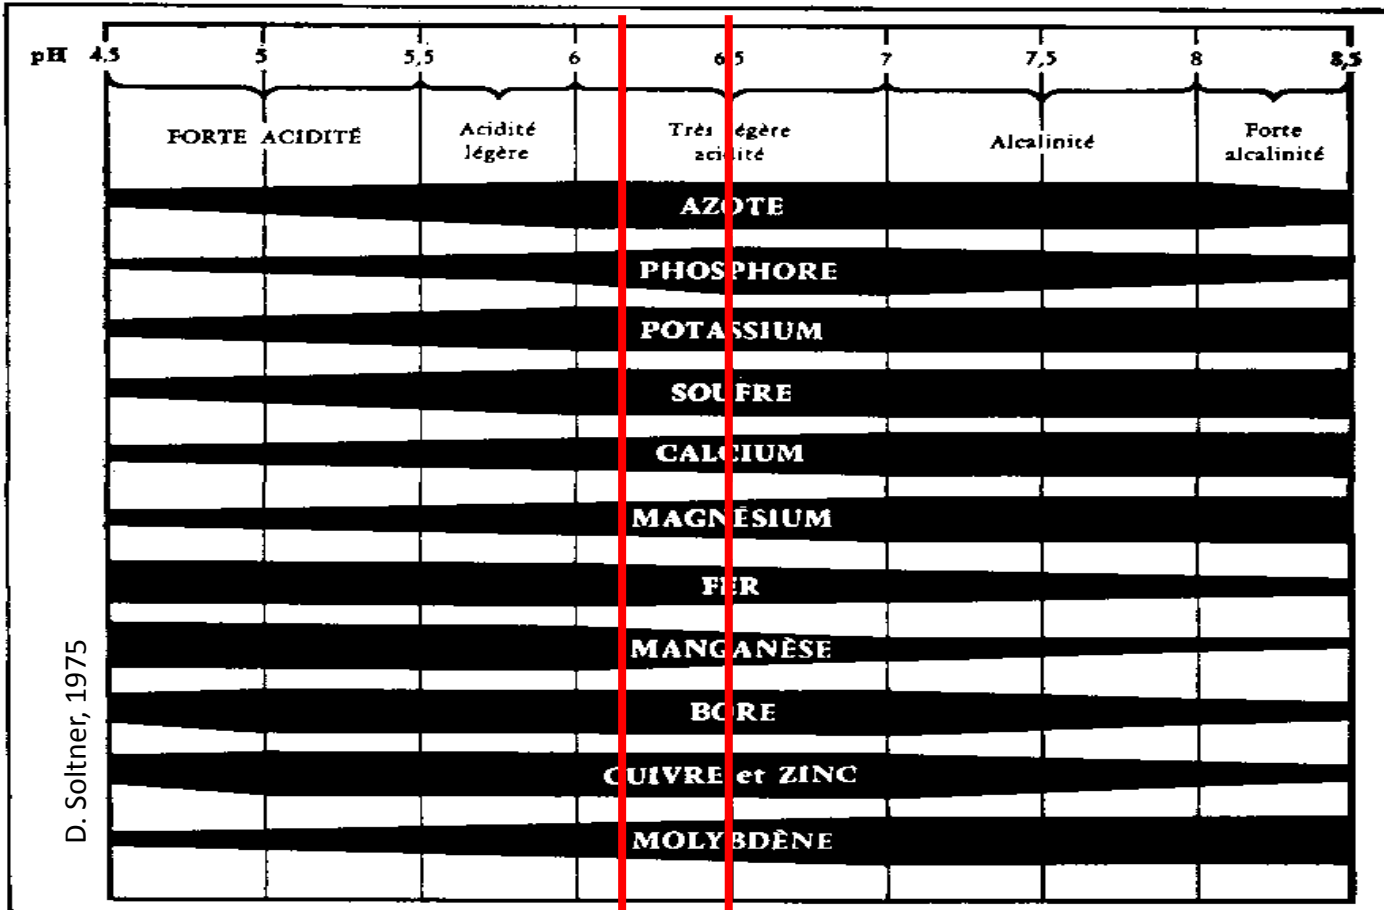 pH 4,5 5 5,5 6 6,5 7 7,5 8 8,5
FORTE ACIDITÉ
Acidité
légère
Très légère
acidité
Alcalinité
Forte
alcalinité
AZOTE
PHOSPHORE
POTASSIUM
SOUFRE
CALCIUM
MAGNÉSIUM
FER
MANGANÈSE
BORE
CUIVRE et ZINC
MOLYBDÈNE
D. Soltner, 1975